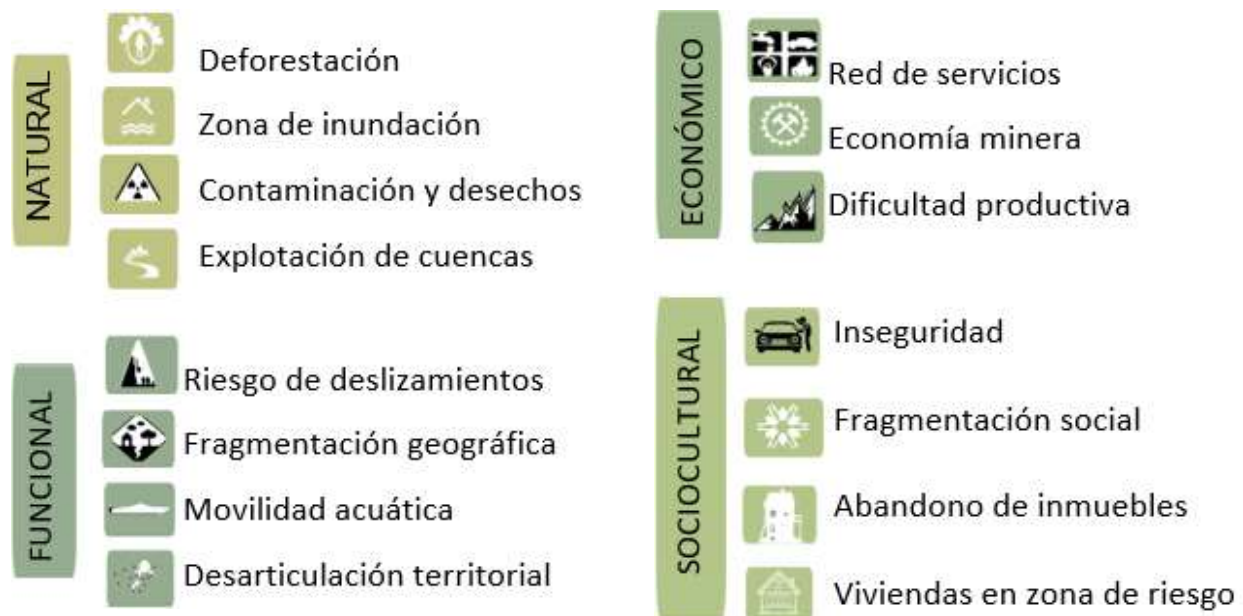 NATURAL
Deforestación
Zona de inundación
Contaminación y desechos
Explotación de cuencas
FUNCIONAL
Riesgo de deslizamientos
Fragmentación geográfica
Movilidad acuática
Desarticulación territorial
ECONÓMICO
Red de servicios
Economía minera
Dificultad productiva
SOCIOCULTURAL
Inseguridad
Fragmentación social
Abandono de inmuebles
Viviendas en zona de riesgo